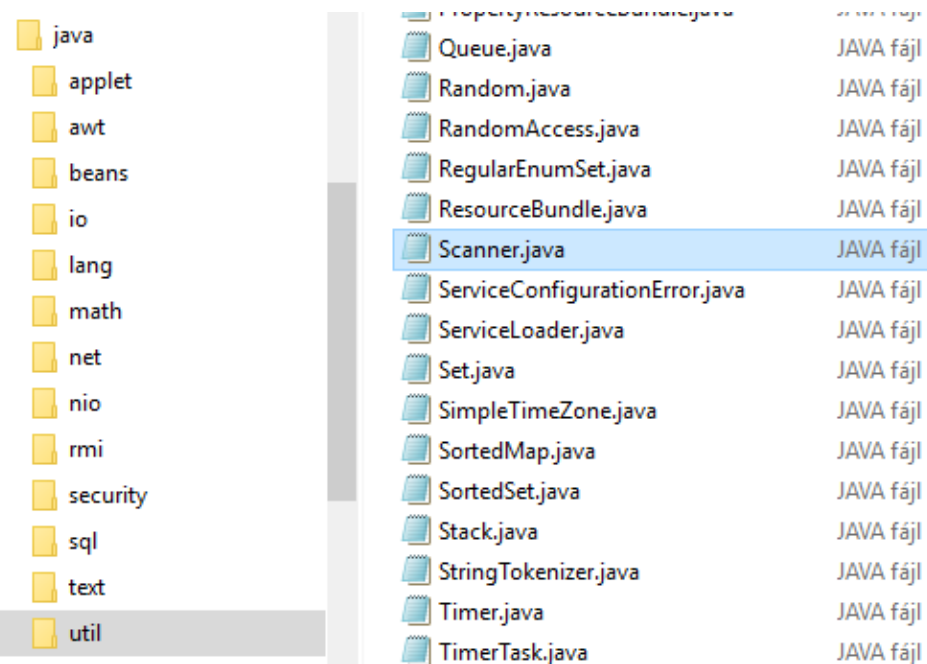 java
applet
awt
beans
io
lang
math
net
nio
rmi
security
sql
text
util
PropertyResourceBundle.java JAVA fájl
Queue.java JAVA fájl
Random.java JAVA fájl
RandomAccess.java JAVA fájl
RegularEnumSet.java JAVA fájl
ResourceBundle.java JAVA fájl
Scanner.java JAVA fájl
ServiceConfigurationError.java JAVA fájl
ServiceLoader.java JAVA fájl
Set.java JAVA fájl
SimpleTimeZone.java JAVA fájl
SortedMap.java JAVA fájl
SortedSet.java JAVA fájl
Stack.java JAVA fájl
StringTokenizer.java JAVA fájl
Timer.java JAVA fájl
TimerTask.java JAVA fájl